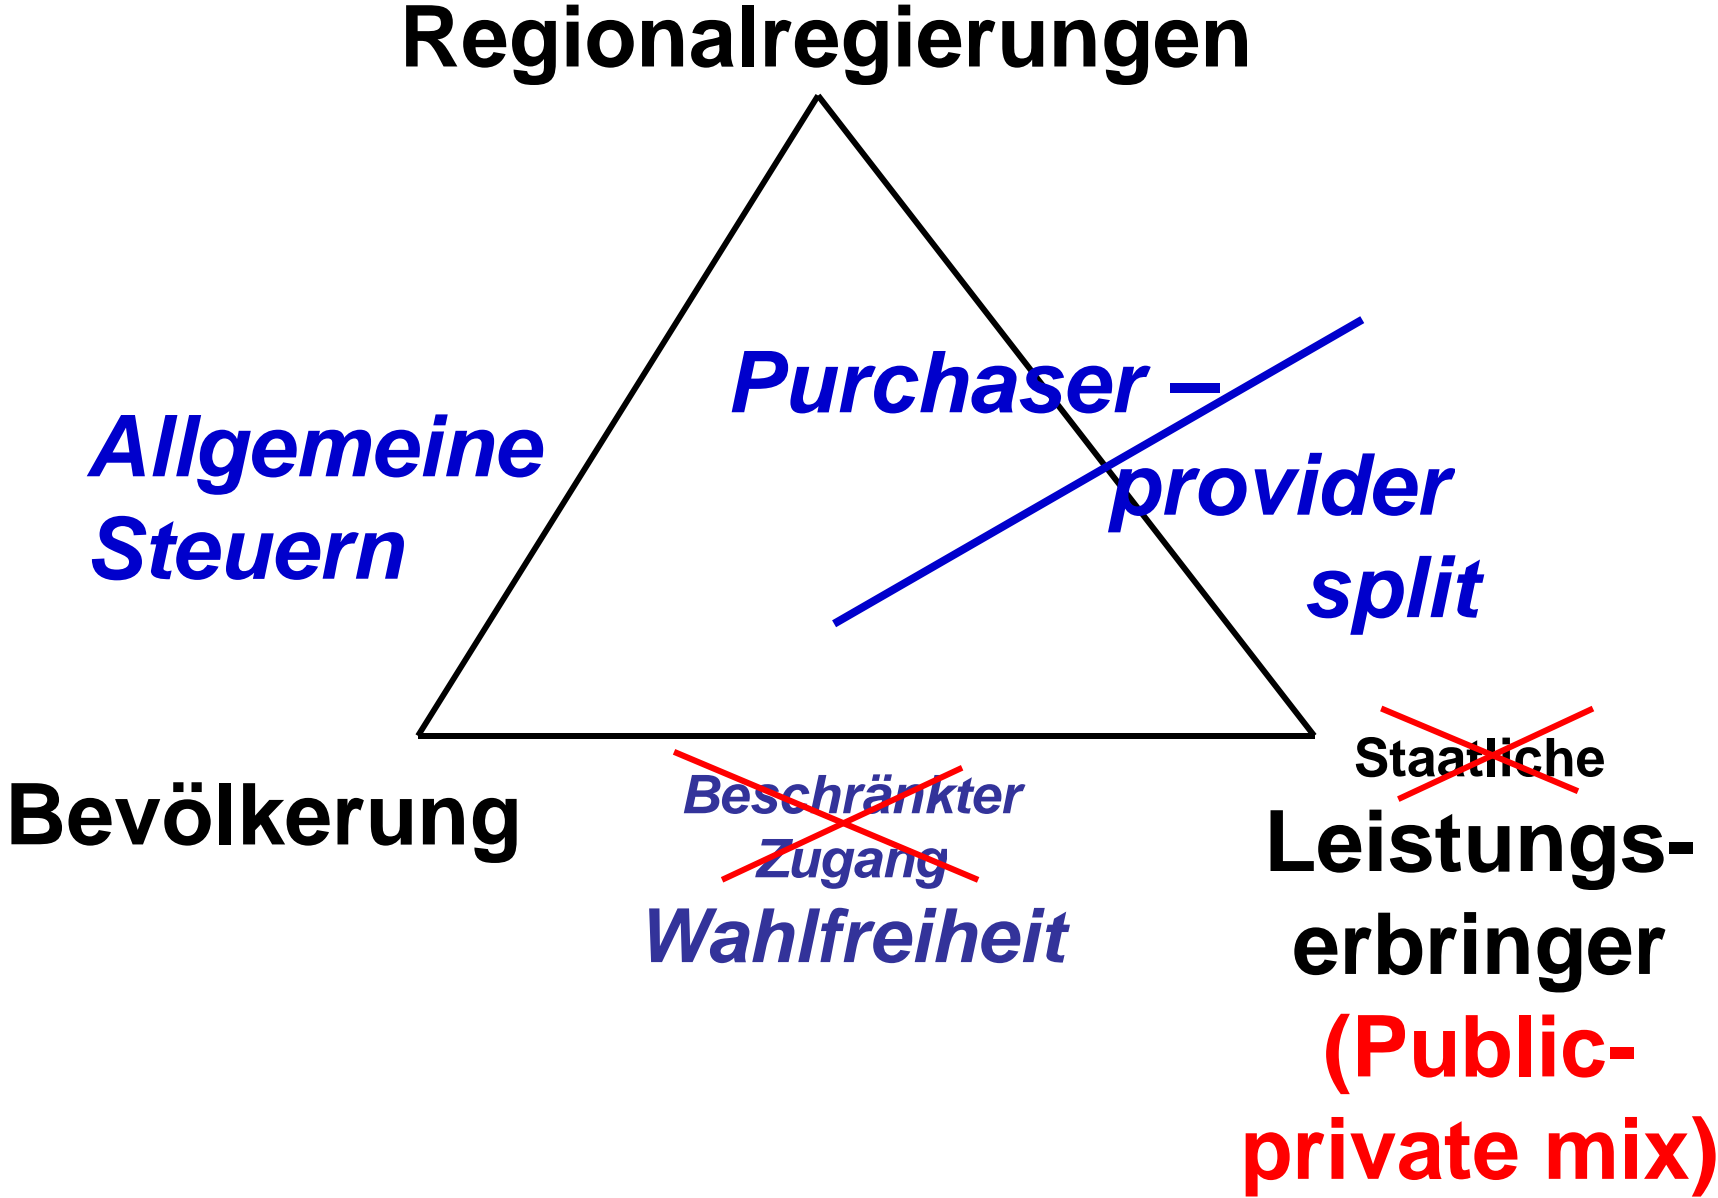 Regionalregierungen
Purchaser –
Allgemeine
Steuern
provider
split
Bevölkerung
Beschränkter
Zugang
Wahlfreiheit
Staatliche
Leistungs-
erbringer
(Public-
private mix)